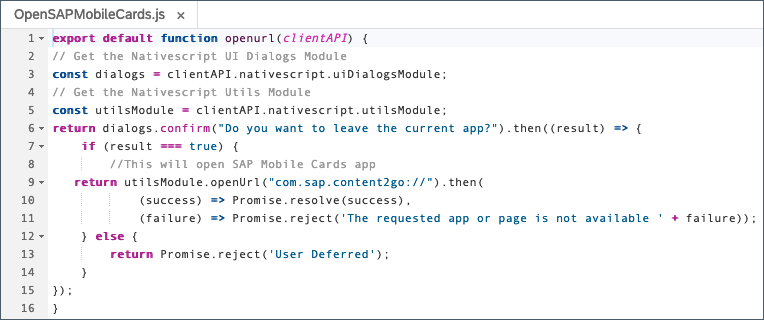 OpenSAPMobileCards.js ×
1 export default function openurl(clientAPI) {
2 // Get the Nativescript UI Dialogs Module
3 const dialogs = clientAPI.nativescript.uiDialogsModule;
4 // Get the Nativescript Utils Module
5 const utilsModule = clientAPI.nativescript.utilsModule;
6 return dialogs.confirm("Do you want to leave the current app?").then((result) => {
7     if (result === true) {
8         //This will open SAP Mobile Cards app
9    return utilsModule.openUrl("com.sap.content2go://").then(
10             (success) => Promise.resolve(success),
11             (failure) => Promise.reject('The requested app or page is not available ' + failure));
12     } else {
13         return Promise.reject('User Deferred');
14     }
15 });
16 }